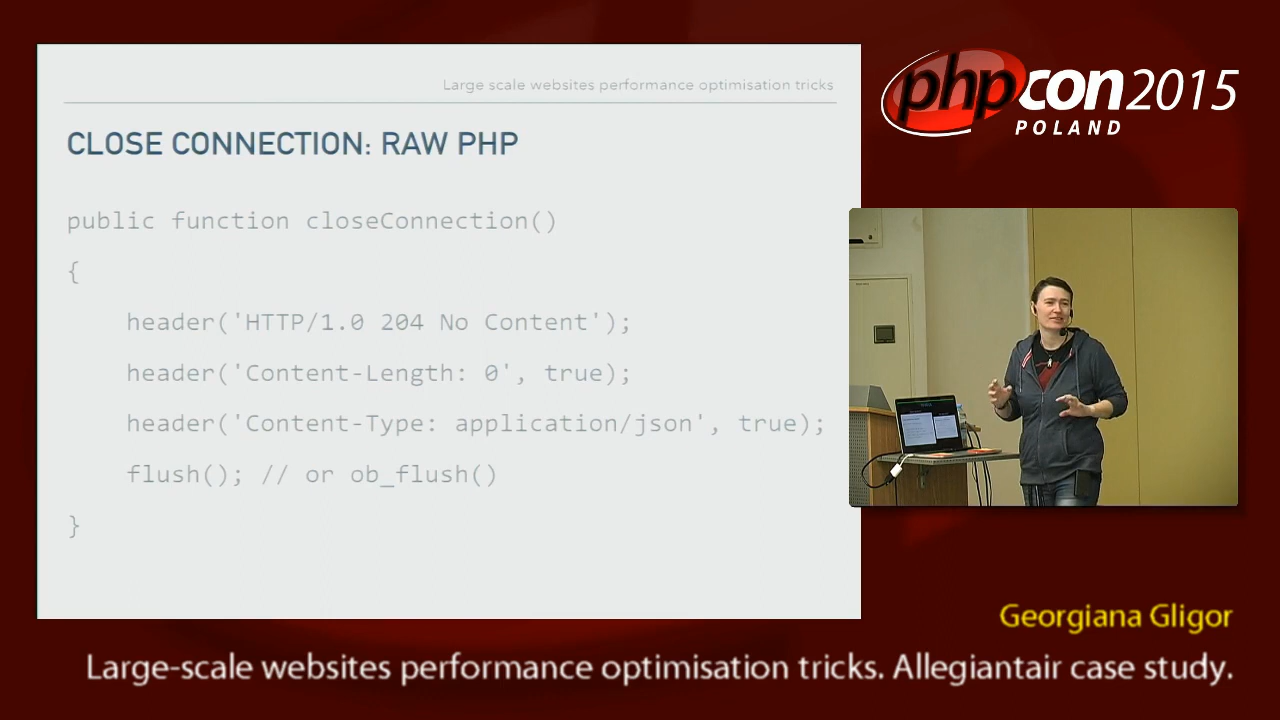 Large scale websites performance optimisation tricks
CLOSE CONNECTION: RAW PHP
public function closeConnection()
{
header('HTTP/1.0 204 No Content');
header('Content-Length: 0', true);
header('Content-Type: application/json', true);
flush(); // or ob_flush()
}
phpcon2015
POLAND
Georgiana Gligor
Large-scale websites performance optimisation tricks. Allegiantair case study.